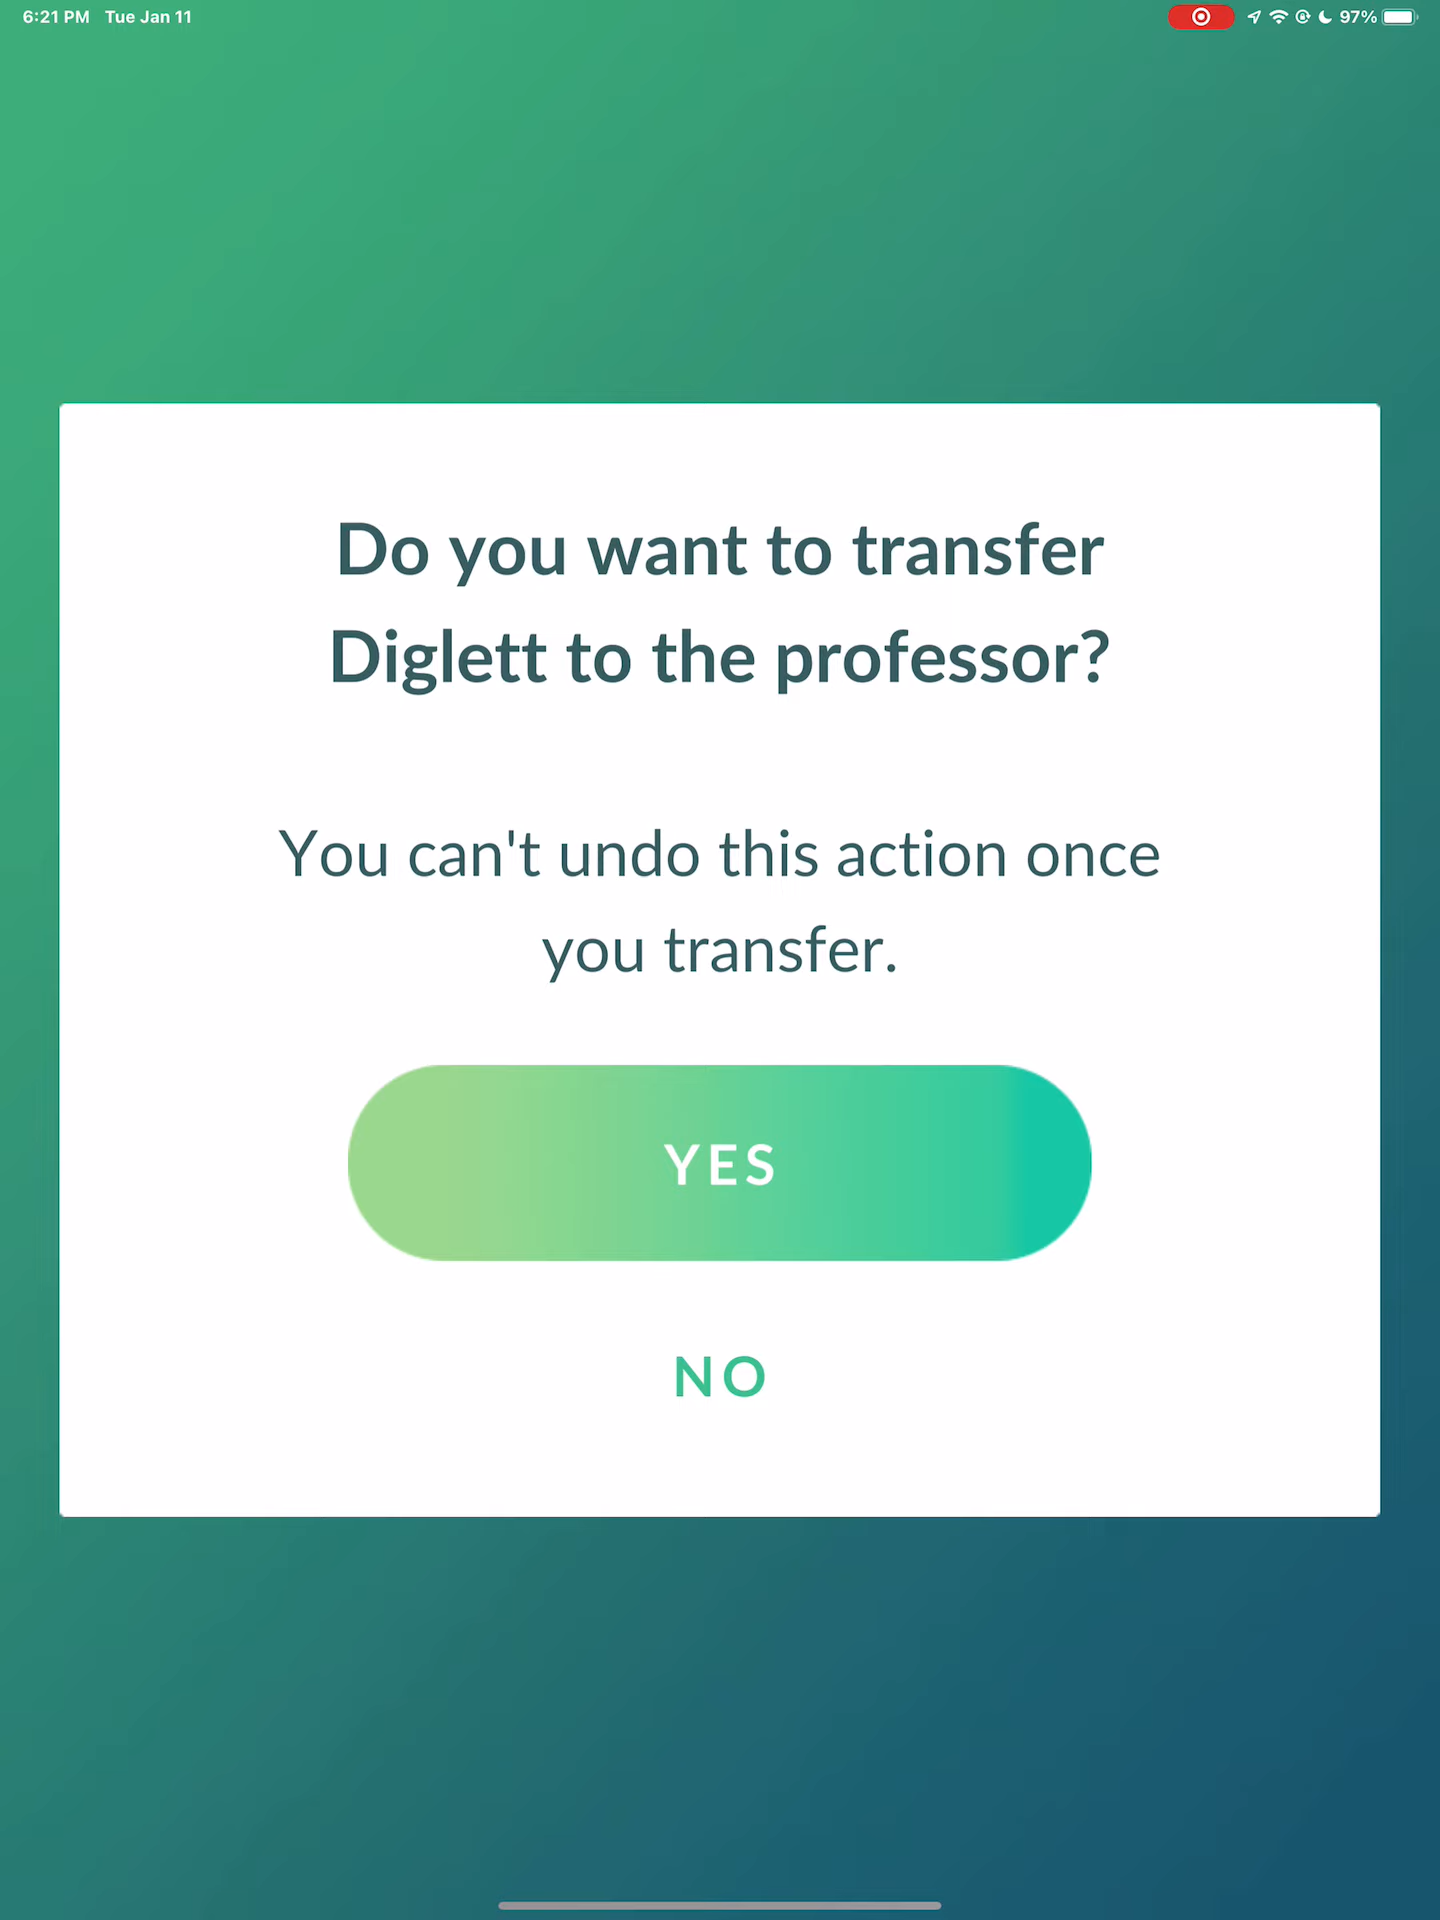 6:21 PM Tue Jan 11 97%
Do you want to transfer
Diglett to the professor?
You can't undo this action once
you transfer.
YES
NO